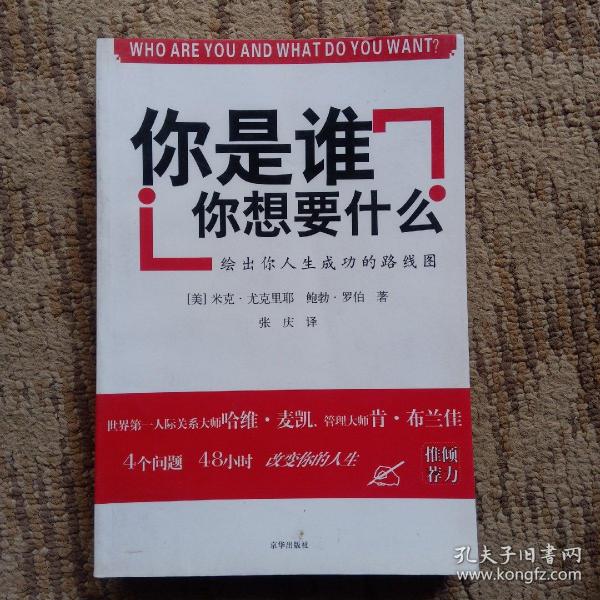 WHO ARE YOU AND WHAT DO YOU WANT?
你是谁
你想要什么
绘出你人生成功的路线图
[美] 米克·尤克里耶 鲍勃·罗伯 著
张 庆 译
世界第一人际关系大师哈维·麦凯、管理大师肯·布兰佳
4个问题 48小时 改变你的人生
倾力
推荐
京华出版社
孔夫子旧书网
www.kongfz.com